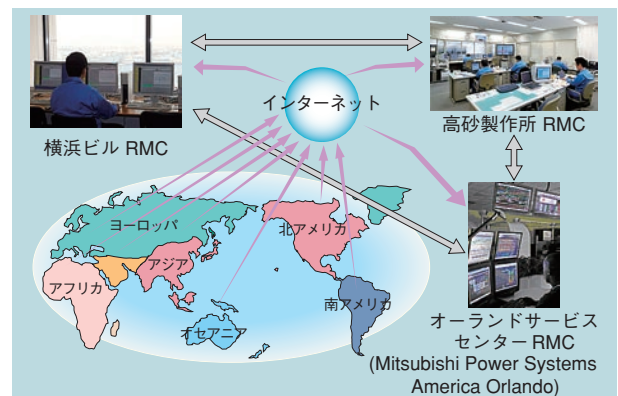 インターネット
横浜ビル RMC
高砂製作所 RMC
ヨーロッパ
北アメリカ
アジア
アフリカ
オセアニア
南アメリカ
オーランドサービス
センター RMC
(Mitsubishi Power Systems
America Orlando)